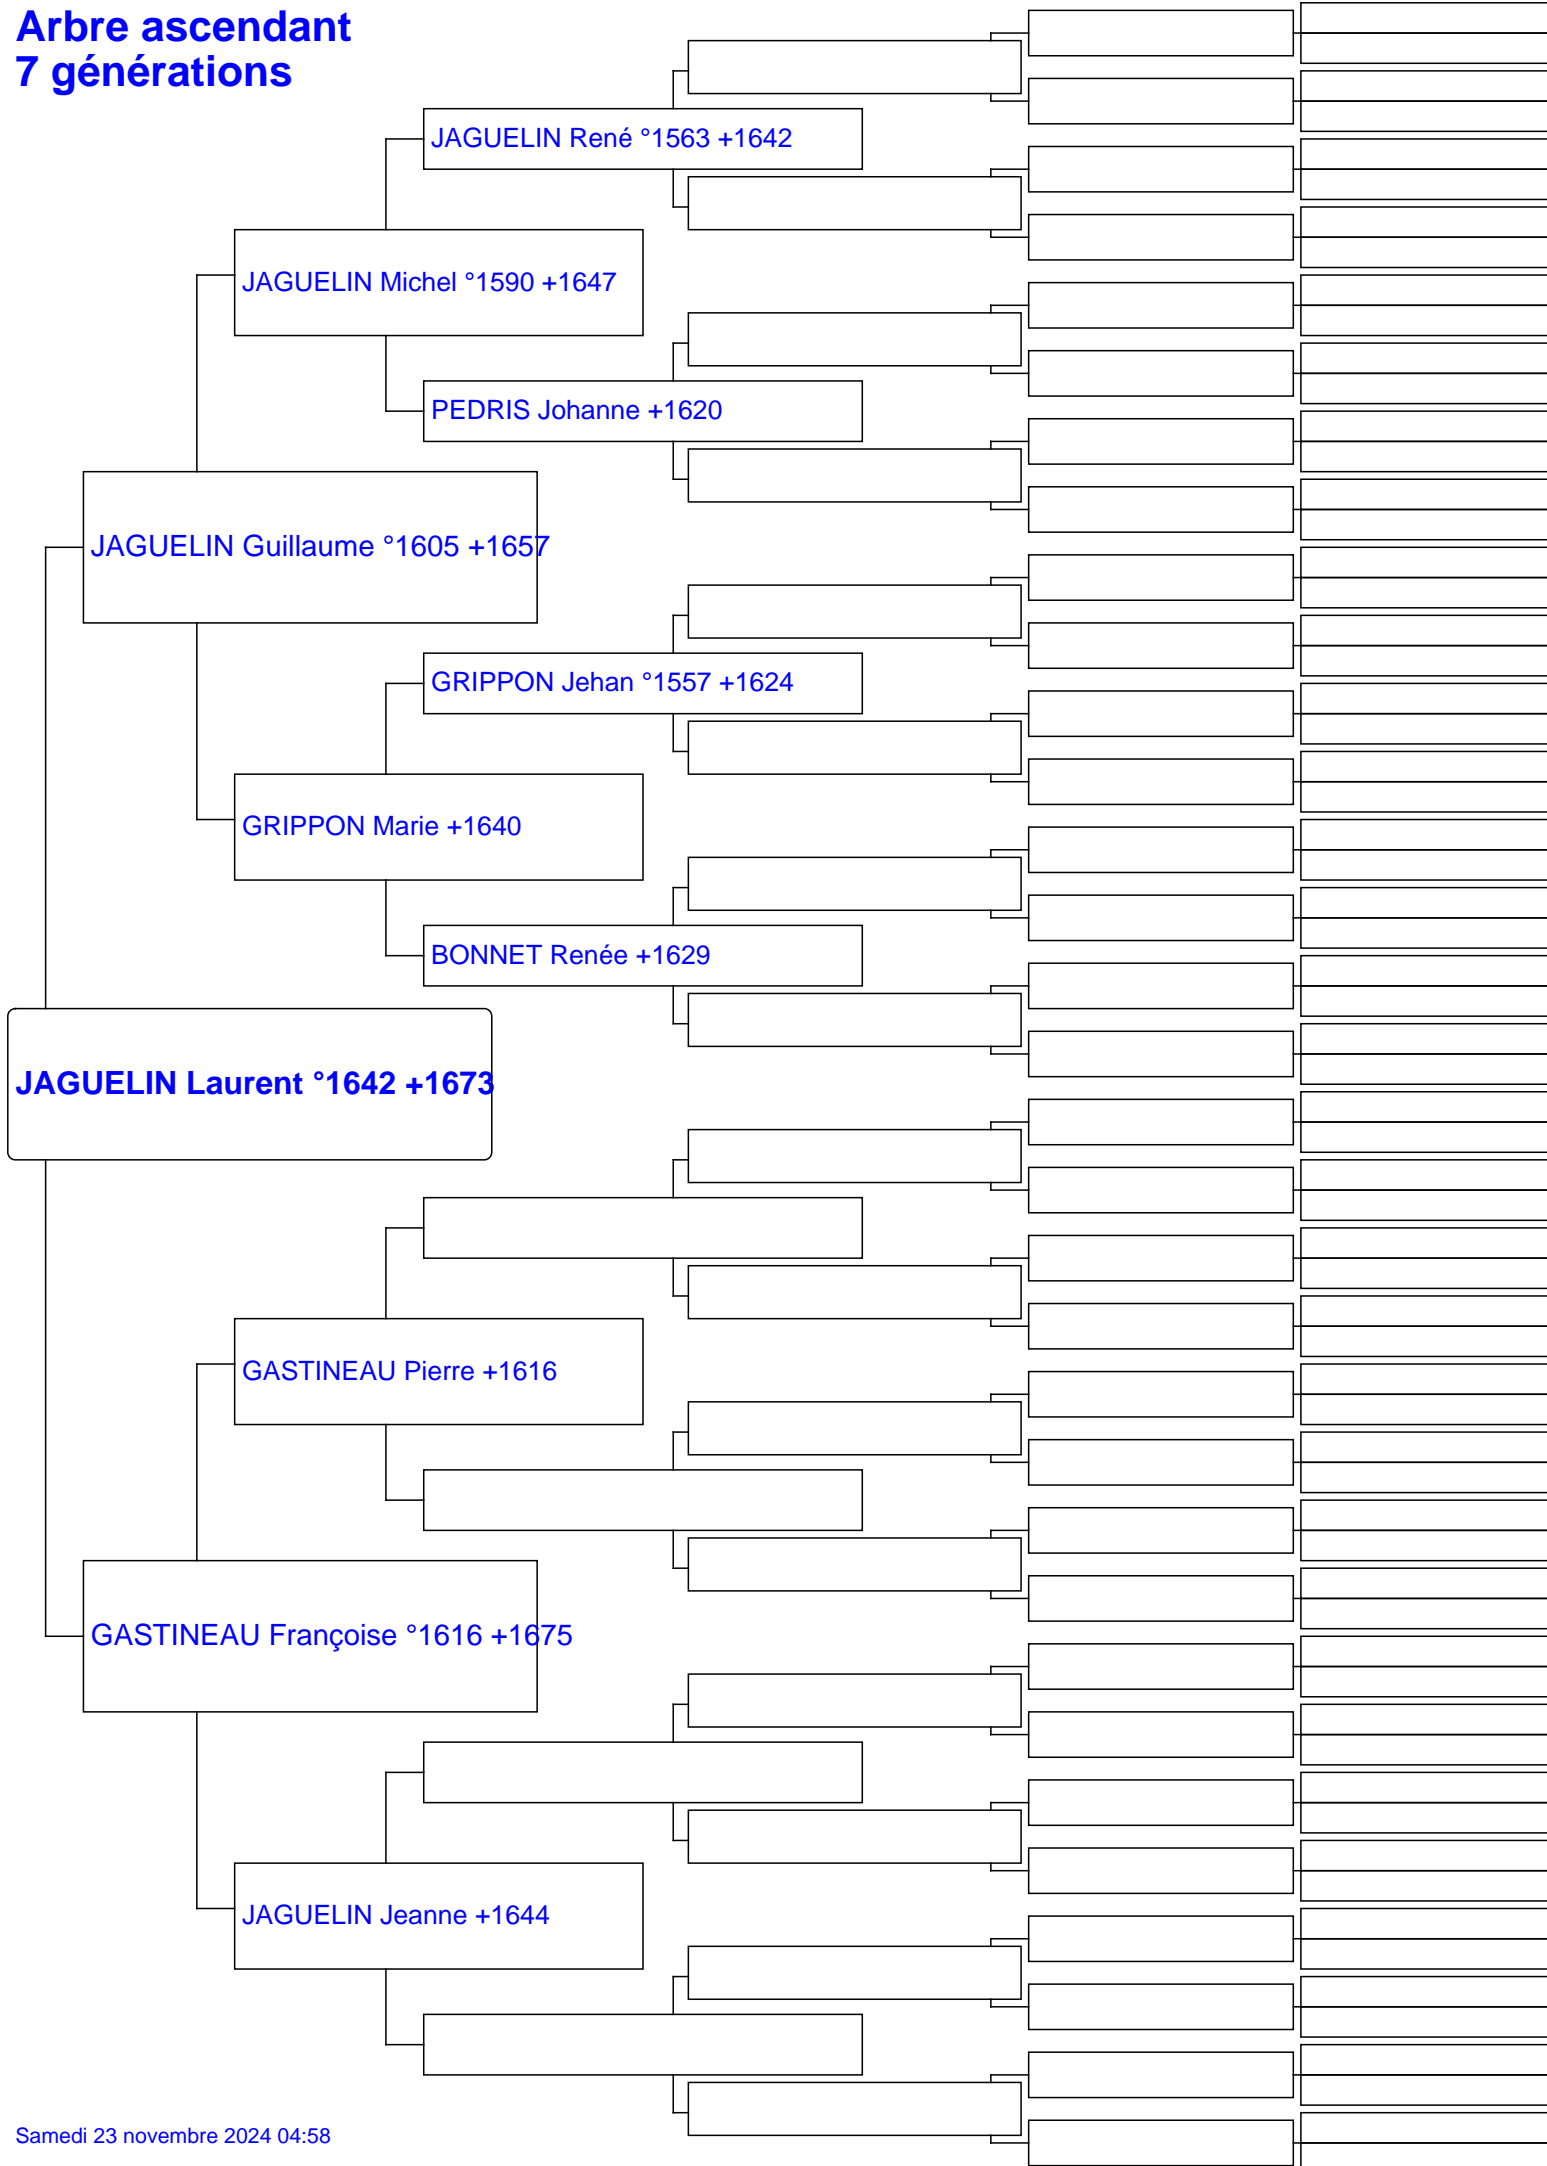 Arbre ascendant
7 générations
JAGUELIN René °1563 +1642
JAGUELIN Michel °1590 +1647
PEDRIS Johanne +1620
JAGUELIN Guillaume °1605 +1657
GRIPPON Jehan °1557 +1624
GRIPPON Marie +1640
BONNET Renée +1629
JAGUELIN Laurent °1642 +1673
GASTINEAU Pierre +1616
GASTINEAU Françoise °1616 +1675
JAGUELIN Jeanne +1644
Samedi 23 novembre 2024 04:58